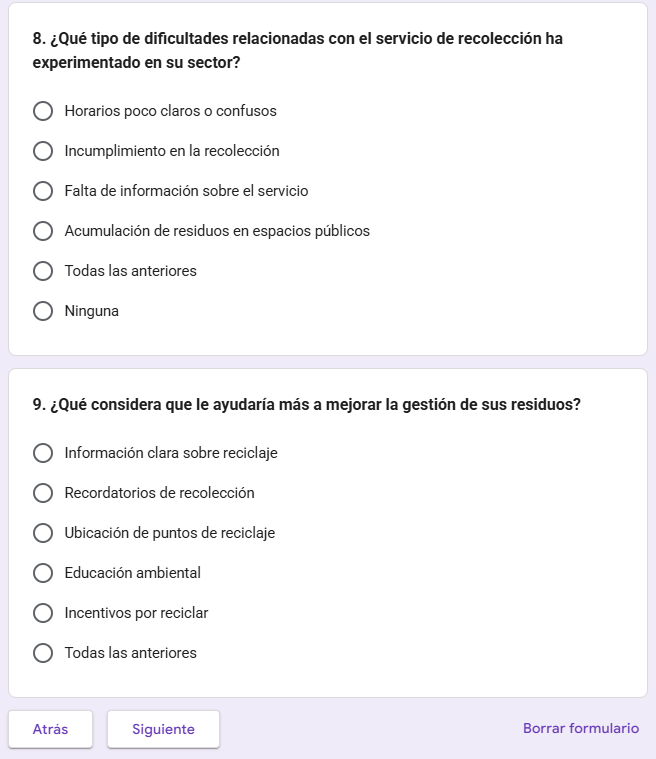 8. ¿Qué tipo de dificultades relacionadas con el servicio de recolección ha
experimentado en su sector?
Horarios poco claros o confusos
Incumplimiento en la recolección
Falta de información sobre el servicio
Acumulación de residuos en espacios públicos
Todas las anteriores
Ninguna
9. ¿Qué considera que le ayudaría más a mejorar la gestión de sus residuos?
Información clara sobre reciclaje
Recordatorios de recolección
Ubicación de puntos de reciclaje
Educación ambiental
Incentivos por reciclar
Todas las anteriores
Atrás
Siguiente
Borrar formulario